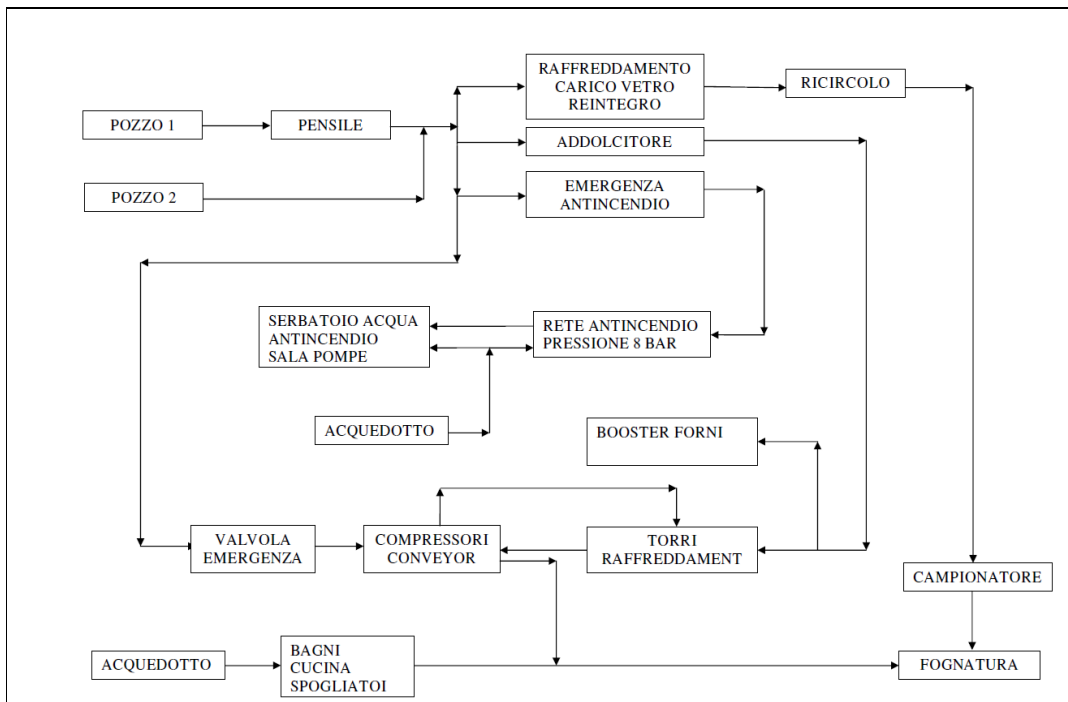 RAFFREDDAMENTO
CARICO VETRO
REINTEGRO
RICIRCOLO
POZZO 1
PENSILE
ADDOLCITORE
POZZO 2
EMERGENZA
ANTINCENDIO
SERBATOIO ACQUA
ANTINCENDIO
SALA POMPE
RETE ANTINCENDIO
PRESSIONE 8 BAR
ACQUEDOTTO
BOOSTER FORNI
VALVOLA
EMERGENZA
COMPRESSORI
CONVEYOR
TORRI
RAFFREDDAMENT
CAMPIONATORE
ACQUEDOTTO
BAGNI
CUCINA
SPOGLIATOI
FOGNATURA